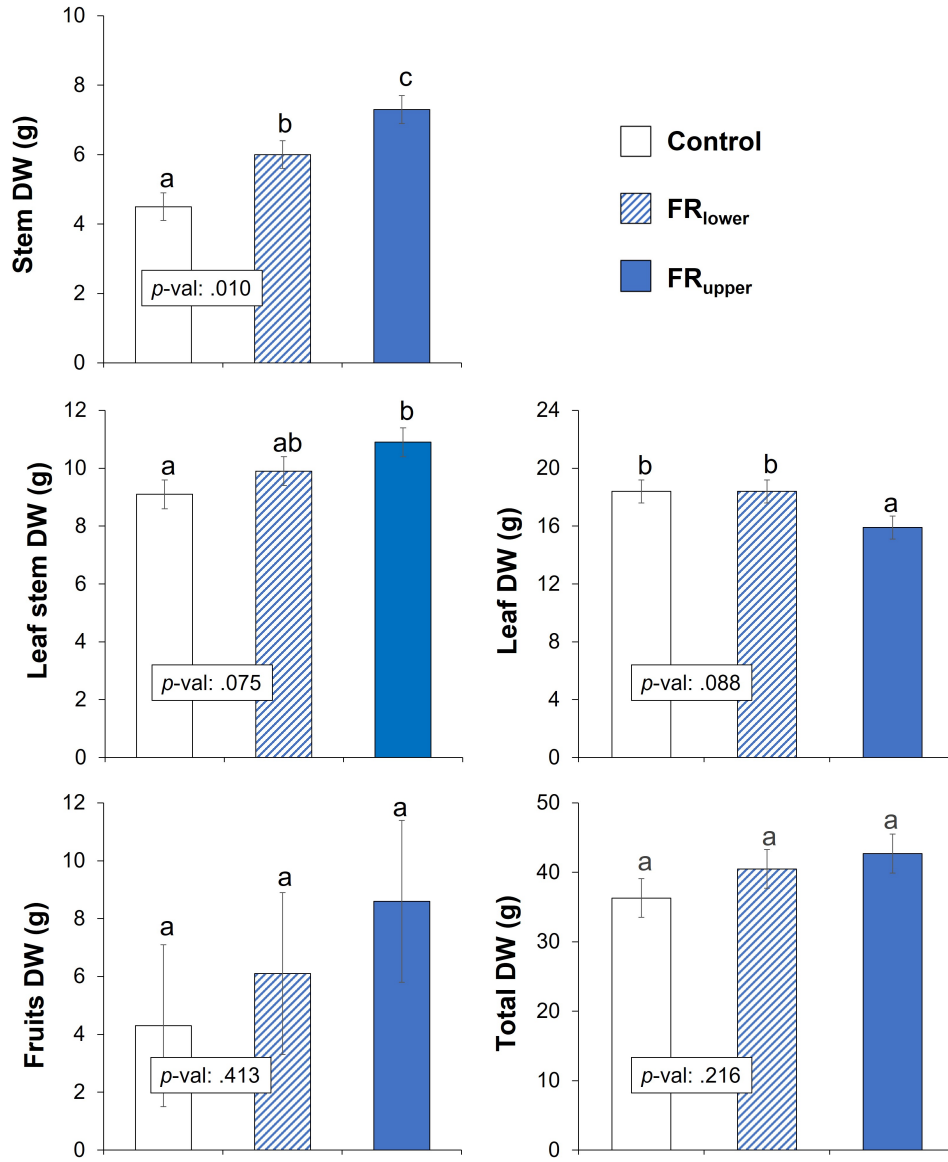 Stem DW (g)
10
8
6
4
2
0
a
b
c
p-val: .010
Control
FRlower
FRupper
Leaf stem DW (g)
12
10
8
6
4
2
0
a
ab
b
p-val: .075
Leaf DW (g)
24
20
16
12
8
4
0
b
b
a
p-val: .088
Fruits DW (g)
12
10
8
6
4
2
0
a
a
a
p-val: .413
Total DW (g)
50
40
30
20
10
0
a
a
a
p-val: .216